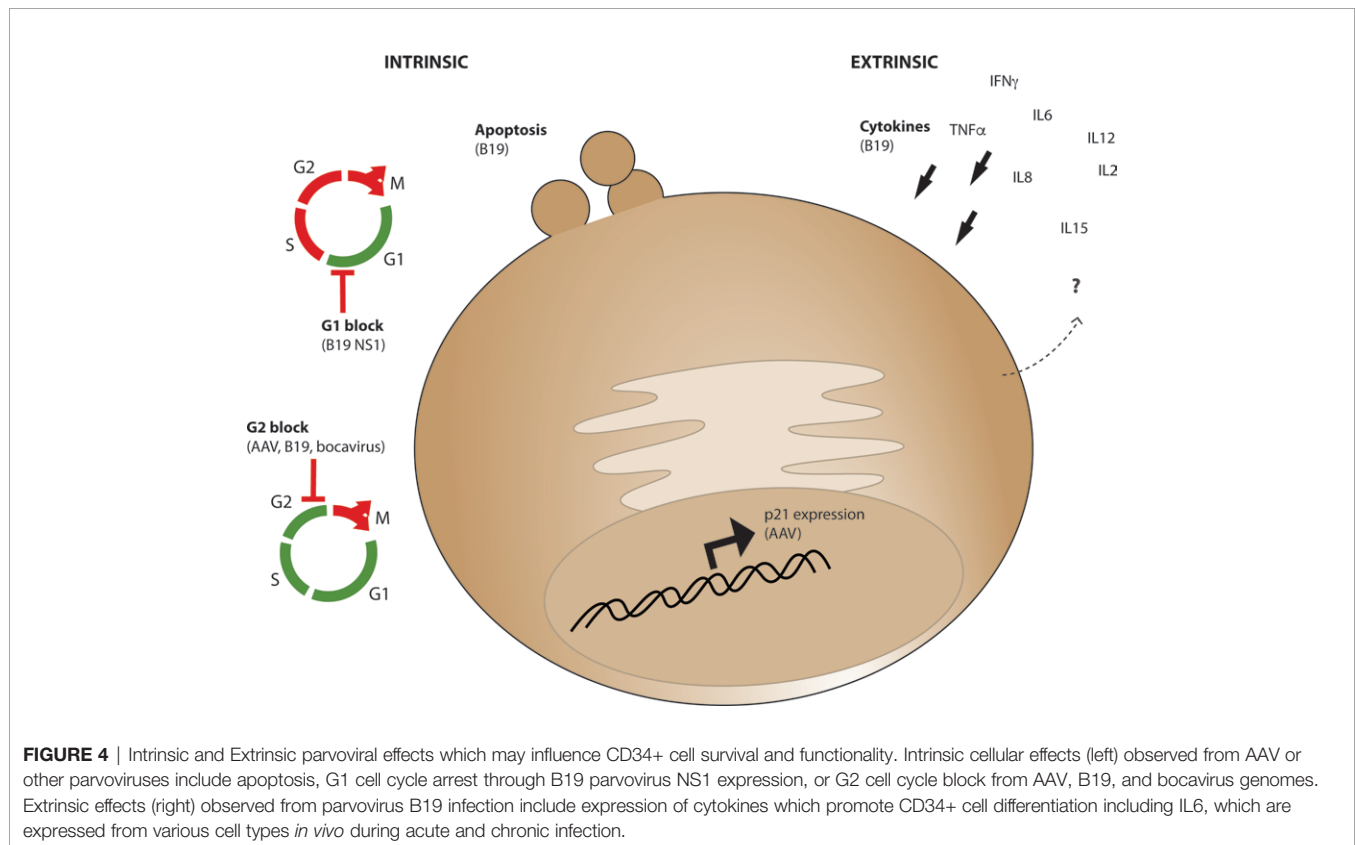 INTRINSIC
EXTRINSIC
IFNγ
IL6
Apoptosis
(B19)
Cytokines
(B19)
TNFα
IL12
IL2
IL8
IL15
?
G2
M
S
G1
G1 block
(B19 NS1)
G2 block
(AAV, B19, bocavirus)
G2
M
S
G1
p21 expression
(AAV)
FIGURE 4 | Intrinsic and Extrinsic parvoviral effects which may influence CD34+ cell survival and functionality. Intrinsic cellular effects (left) observed from AAV or
other parvoviruses include apoptosis, G1 cell cycle arrest through B19 parvovirus NS1 expression, or G2 cell cycle block from AAV, B19, and bocavirus genomes.
Extrinsic effects (right) observed from parvovirus B19 infection include expression of cytokines which promote CD34+ cell differentiation including IL6, which are
expressed from various cell types in vivo during acute and chronic infection.